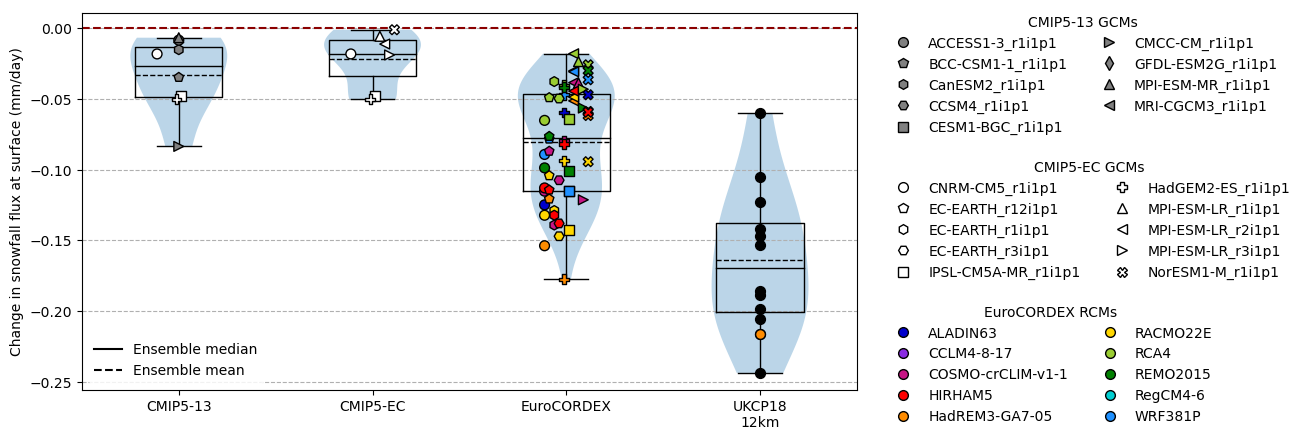 Change in snowfall flux at surface (mm/day)
0.00
−0.05
−0.10
−0.15
−0.20
−0.25
Ensemble median
Ensemble mean
CMIP5-13
CMIP5-EC
EuroCORDEX
UKCP18
12km
CMIP5-13 GCMs
ACCESS1-3_r1i1p1
BCC-CSM1-1_r1i1p1
CanESM2_r1i1p1
CCSM4_r1i1p1
CESM1-BGC_r1i1p1
CMCC-CM_r1i1p1
GFDL-ESM2G_r1i1p1
MPI-ESM-MR_r1i1p1
MRI-CGCM3_r1i1p1
CMIP5-EC GCMs
CNRM-CM5_r1i1p1
EC-EARTH_r12i1p1
EC-EARTH_r1i1p1
EC-EARTH_r3i1p1
IPSL-CM5A-MR_r1i1p1
HadGEM2-ES_r1i1p1
MPI-ESM-LR_r1i1p1
MPI-ESM-LR_r2i1p1
MPI-ESM-LR_r3i1p1
NorESM1-M_r1i1p1
EuroCORDEX RCMs
ALADIN63
CCLM4-8-17
COSMO-crCLIM-v1-1
HIRHAM5
HadREM3-GA7-05
RACMO22E
RCA4
REMO2015
RegCM4-6
WRF381P